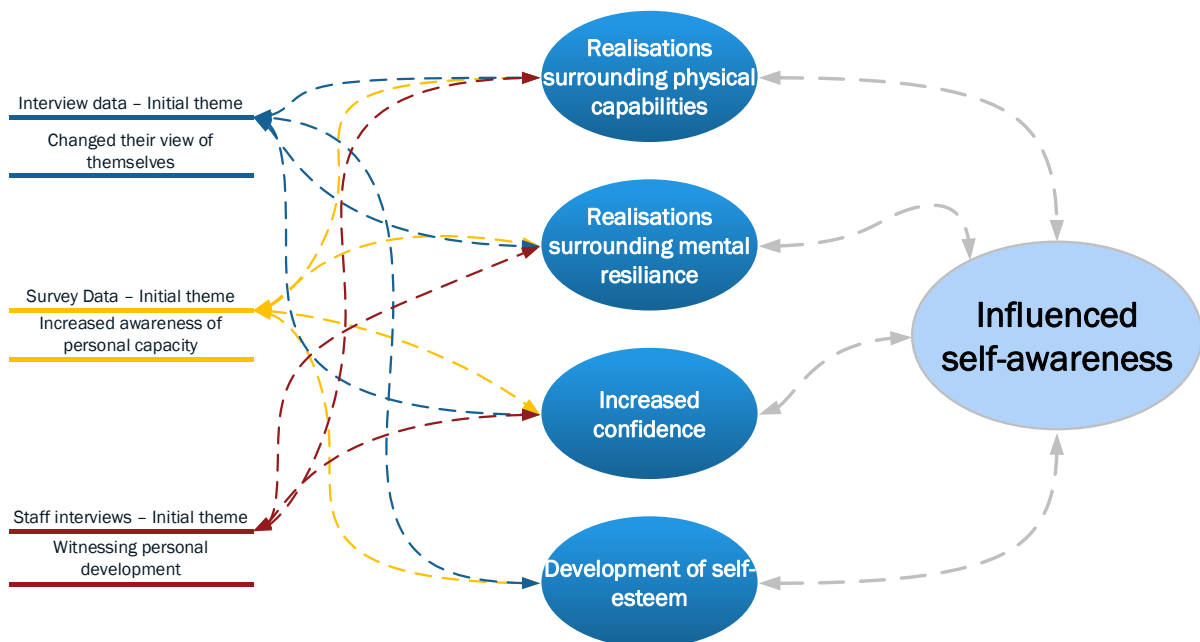 Interview data – Initial theme
Changed their view of
themselves
Survey Data – Initial theme
Increased awareness of
personal capacity
Staff interviews – Initial theme
Witnessing personal
development
Realisations
surrounding physical
capabilities
Realisations
surrounding mental
resiliance
Increased
confidence
Development of self-
esteem
Influenced
self-awareness